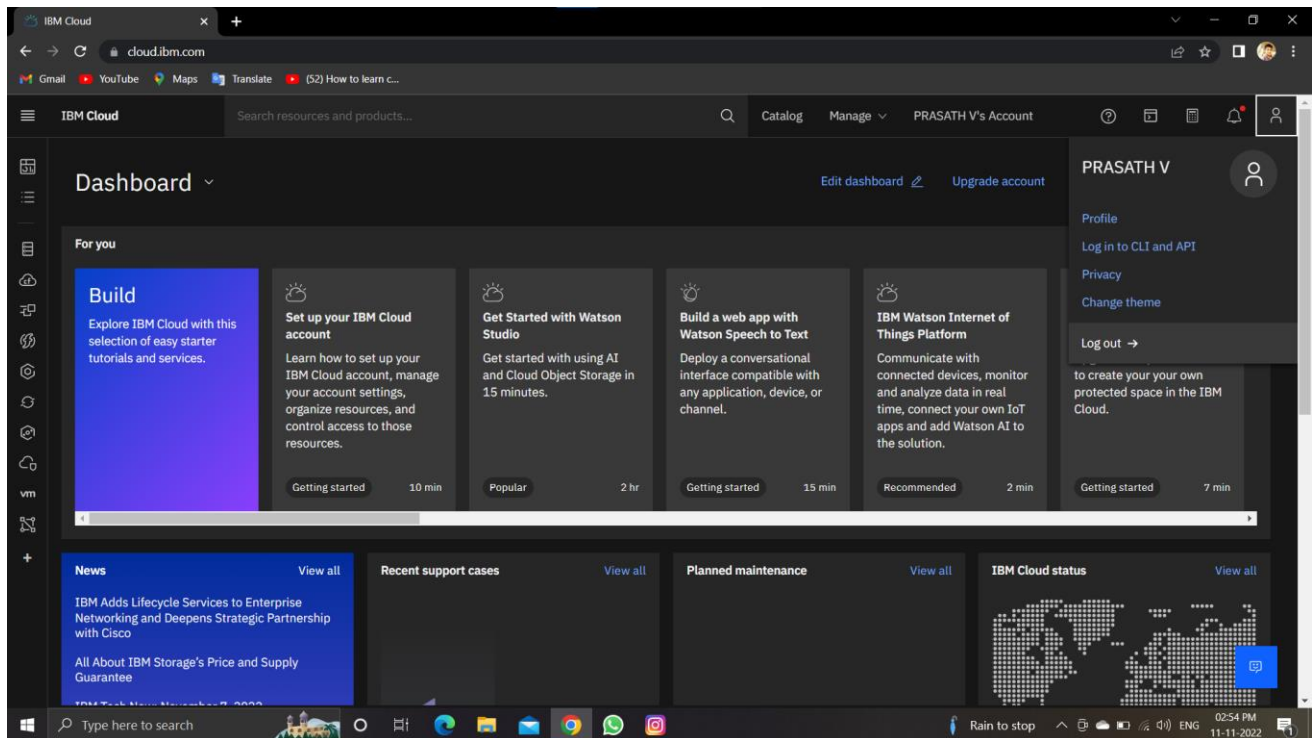 IBM Cloud
cloud.ibm.com
Gmail YouTube Maps Translate (52) How to learn c...
IBM Cloud Search resources and products... Catalog Manage PRASATH V's Account
Dashboard
Edit dashboard Upgrade account
PRASATH V
Profile
Log in to CLI and API
Privacy
Change theme
Log out →
For you
Build
Explore IBM Cloud with this
selection of easy starter
tutorials and services.
Set up your IBM Cloud
account
Learn how to set up your
IBM Cloud account, manage
your account settings,
organize resources, and
control access to those
resources.
Getting started 10 min
Get Started with Watson
Studio
Get started with using AI
and Cloud Object Storage in
15 minutes.
Popular 2 hr
Build a web app with
Watson Speech to Text
Deploy a conversational
interface compatible with
any application, device, or
channel.
Getting started 15 min
IBM Watson Internet of
Things Platform
Communicate with
connected devices, monitor
and analyze data in real
time, connect your own IoT
apps and add Watson AI to
the solution.
Recommended 2 min
to create your your own
protected space in the IBM
Cloud.
Getting started 7 min
vm
News View all
IBM Adds Lifecycle Services to Enterprise
Networking and Deepens Strategic Partnership
with Cisco
All About IBM Storage's Price and Supply
Guarantee
Recent support cases View all
Planned maintenance View all
IBM Cloud status View all
Type here to search
Rain to stop ENG 02:54 PM
11-11-2022
1